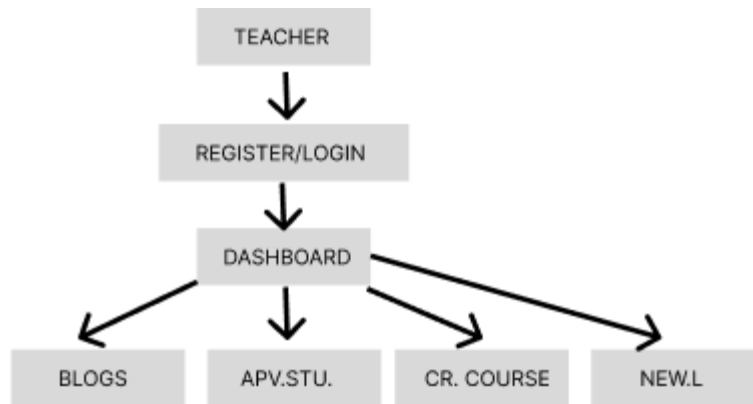 TEACHER
REGISTER/LOGIN
DASHBOARD
BLOGS
APV.STU.
CR. COURSE
NEW.L